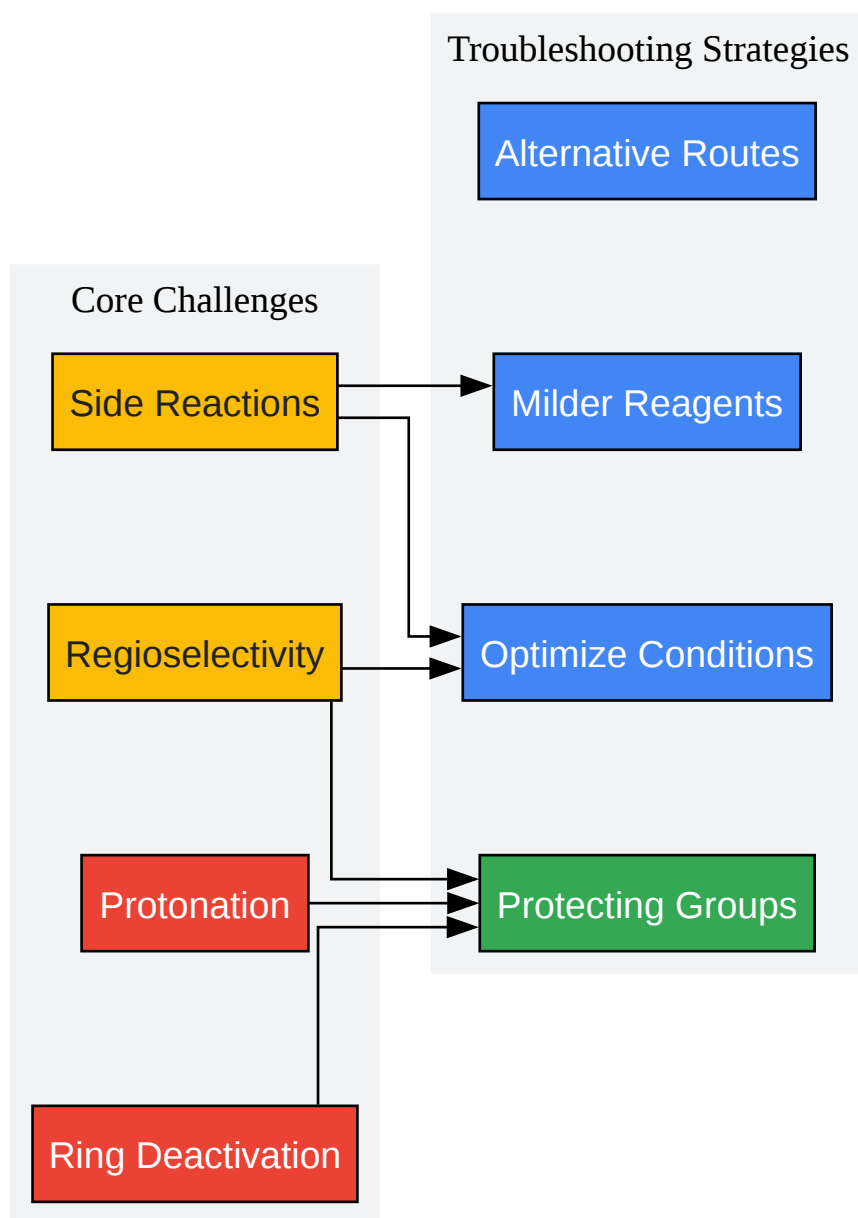 Troubleshooting Strategies
Alternative Routes
Core Challenges
Side Reactions
Milder Reagents
Regioselectivity
Optimize Conditions
Protonation
Protecting Groups
Ring Deactivation